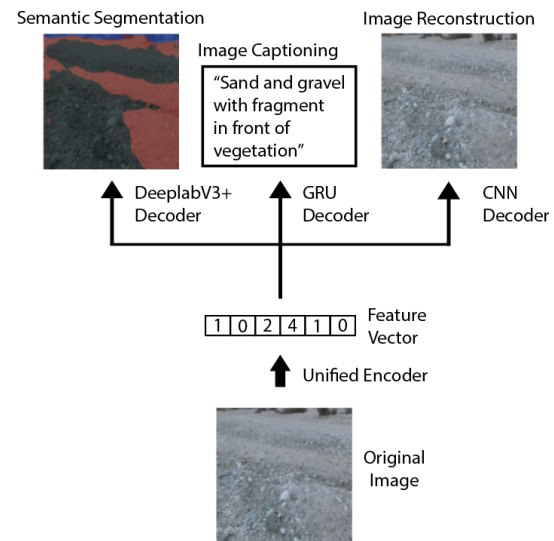 Semantic Segmentation
Image Captioning
Image Reconstruction
“Sand and gravel
with fragment
in front of
vegetation”
DeeplabV3+
Decoder
GRU
Decoder
CNN
Decoder
1 0 2 4 1 0
Feature
Vector
Unified Encoder
Original
Image